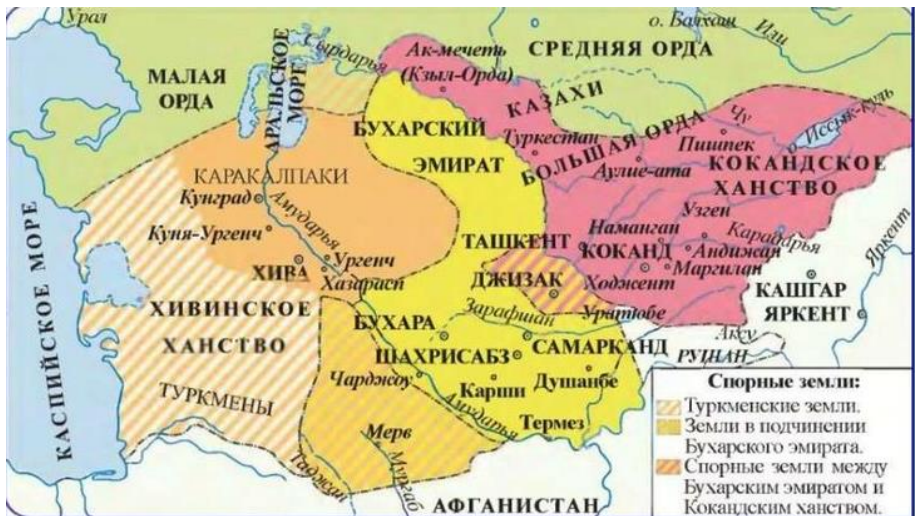 Урал
о. Балхаш
Или
АРАЛЬСКОЕ
МОРЕ
Сырдарья
Ак-мечеть
(Кзыл-Орда)
СРЕДНЯЯ ОРДА
МАЛАЯ
ОРДА
КАЗАХИ
БОЛЬШАЯ ОРДА
Чу
о. Иссык-куль
БУХАРСКИЙ
ЭМИРАТ
Туркестан
Пишпек
Аулие-ата
КОКАНДСКОЕ
ХАНСТВО
КАРАКАЛПАКИ
Кунград
Амударья
Куня-Ургенч
Узген
Наманган
Карадарья
ТАШКЕНТ
КОКАНД
Андижан
Маргилан
Ходжент
Яркент
КАСПИЙСКОЕ МОРЕ
ХИВА
Ургенч
Хазарасп
ДЖИЗАК
Уратюбе
КАШГАР
ЯРКЕНТ
ХИВИНСКОЕ
ХАНСТВО
БУХАРА
Зарафшан
Аксу
РУШАН
ШАХРИСАБЗ
САМАРКАНД
ТУРКМЕНЫ
Чарджоу
Карши
Душанбе
Амударья
Термез
Мерв
Теджан
Мургаб
АФГАНИСТАН
Спорные земли:
Туркменские земли.
Земли в подчинении
Бухарского эмирата.
Спорные земли между
Бухарским эмиратом и
Кокандским ханством.